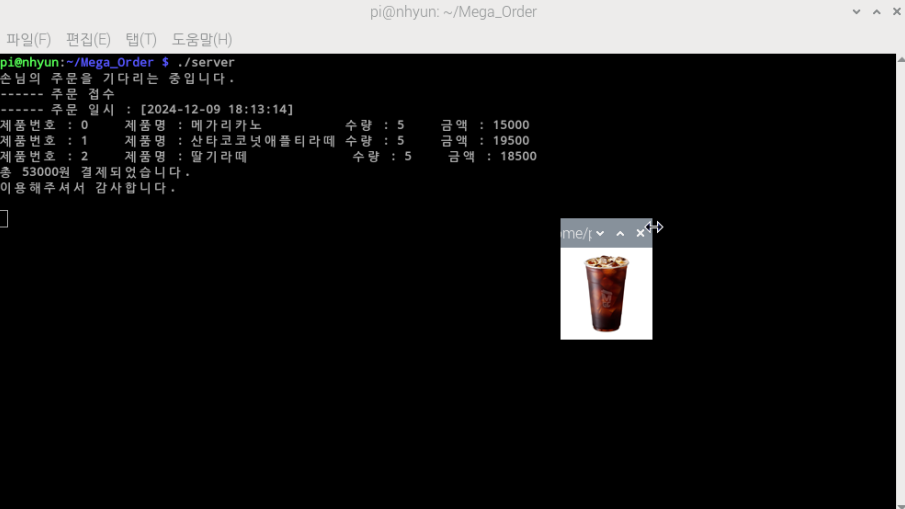 pi@nhyun: ~/Mega_Order
파일(F) 편집(E) 탭(T) 도움말(H)
pi@nhyun:~/Mega_Order $ ./server
손님의 주문을 기다리는 중입니다.
------ 주문 접수
------ 주문 일시 : [2024-12-09 18:13:14]
제품번호 : 0 제품명 : 메가리카노 수량 : 5 금액 : 15000
제품번호 : 1 제품명 : 산타코코넛애플티라떼 수량 : 5 금액 : 19500
제품번호 : 2 제품명 : 딸기라떼 수량 : 5 금액 : 18500
총 53000원 결제되었습니다.
이용해주셔서 감사합니다.
ome/p